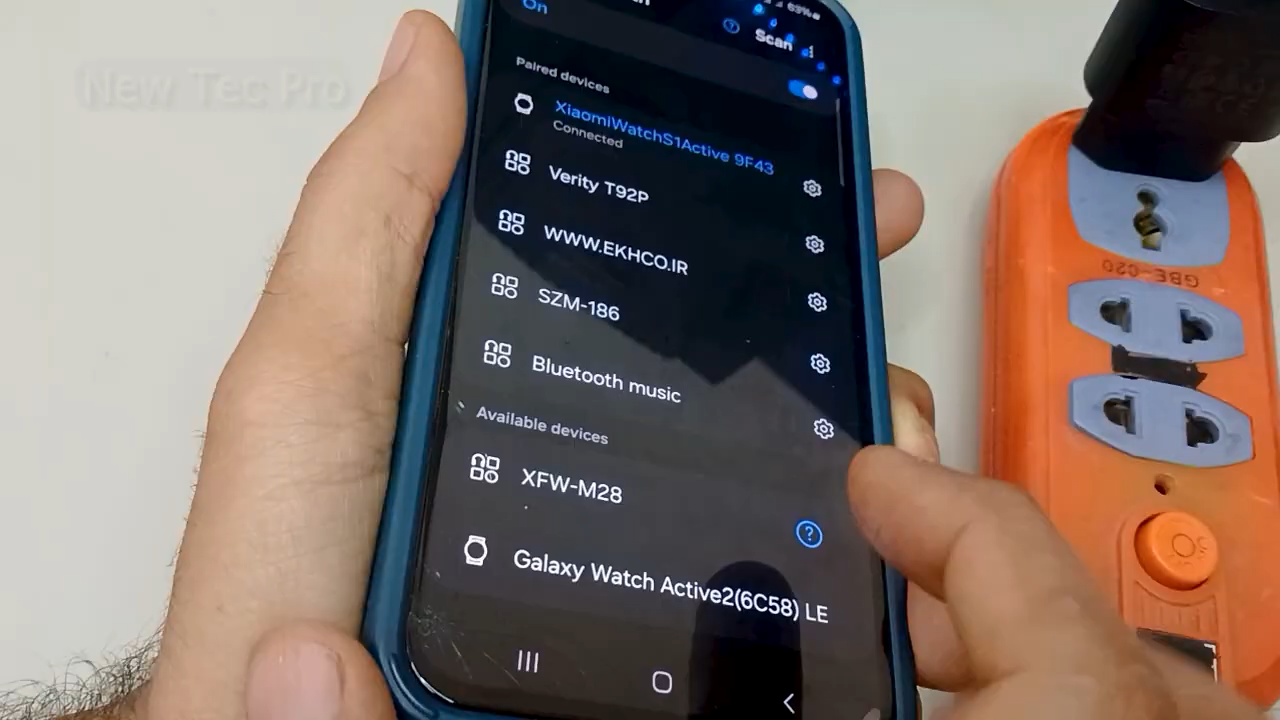 New Tec Pro
63%
On
Scan
Paired devices
XiaomiWatchS1Active 9F43
Connected
Verity T92P
WWW.EKHCO.IR
SZM-186
Bluetooth music
Available devices
XFW-M28
Galaxy Watch Active2(6C58) LE
GBE-020